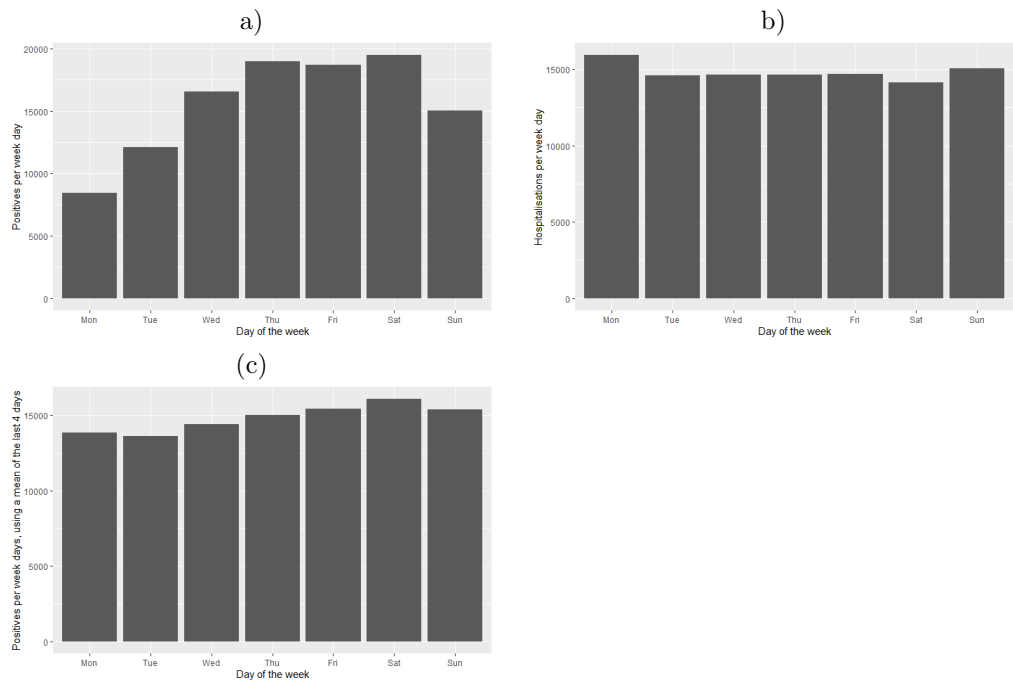 a)
Positives per week day
20000
15000
10000
5000
0
Mon Tue Wed Thu Fri Sat Sun
Day of the week
b)
Hospitalisations per week day
15000
10000
5000
0
Mon Tue Wed Thu Fri Sat Sun
Day of the week
(c)
Positives per week days, using a mean of the last 4 days
15000
10000
5000
0
Mon Tue Wed Thu Fri Sat Sun
Day of the week